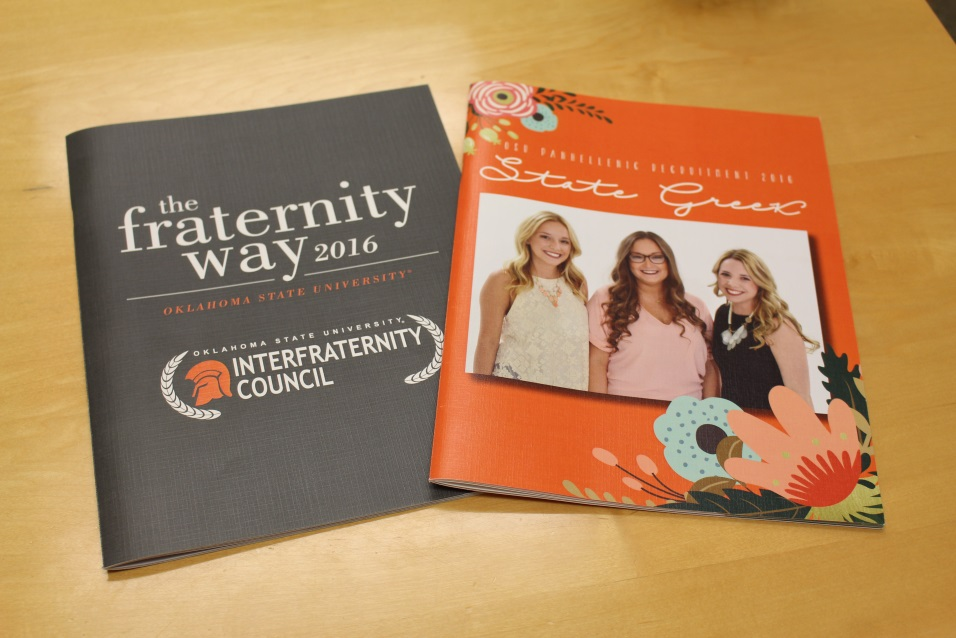 the
fraternity
way 2016
OKLAHOMA STATE UNIVERSITY®
OKLAHOMA STATE UNIVERSITY®
INTERFRATERNITY
COUNCIL
OSU PANHELLENIC RECRUITMENT 2016
State Greek